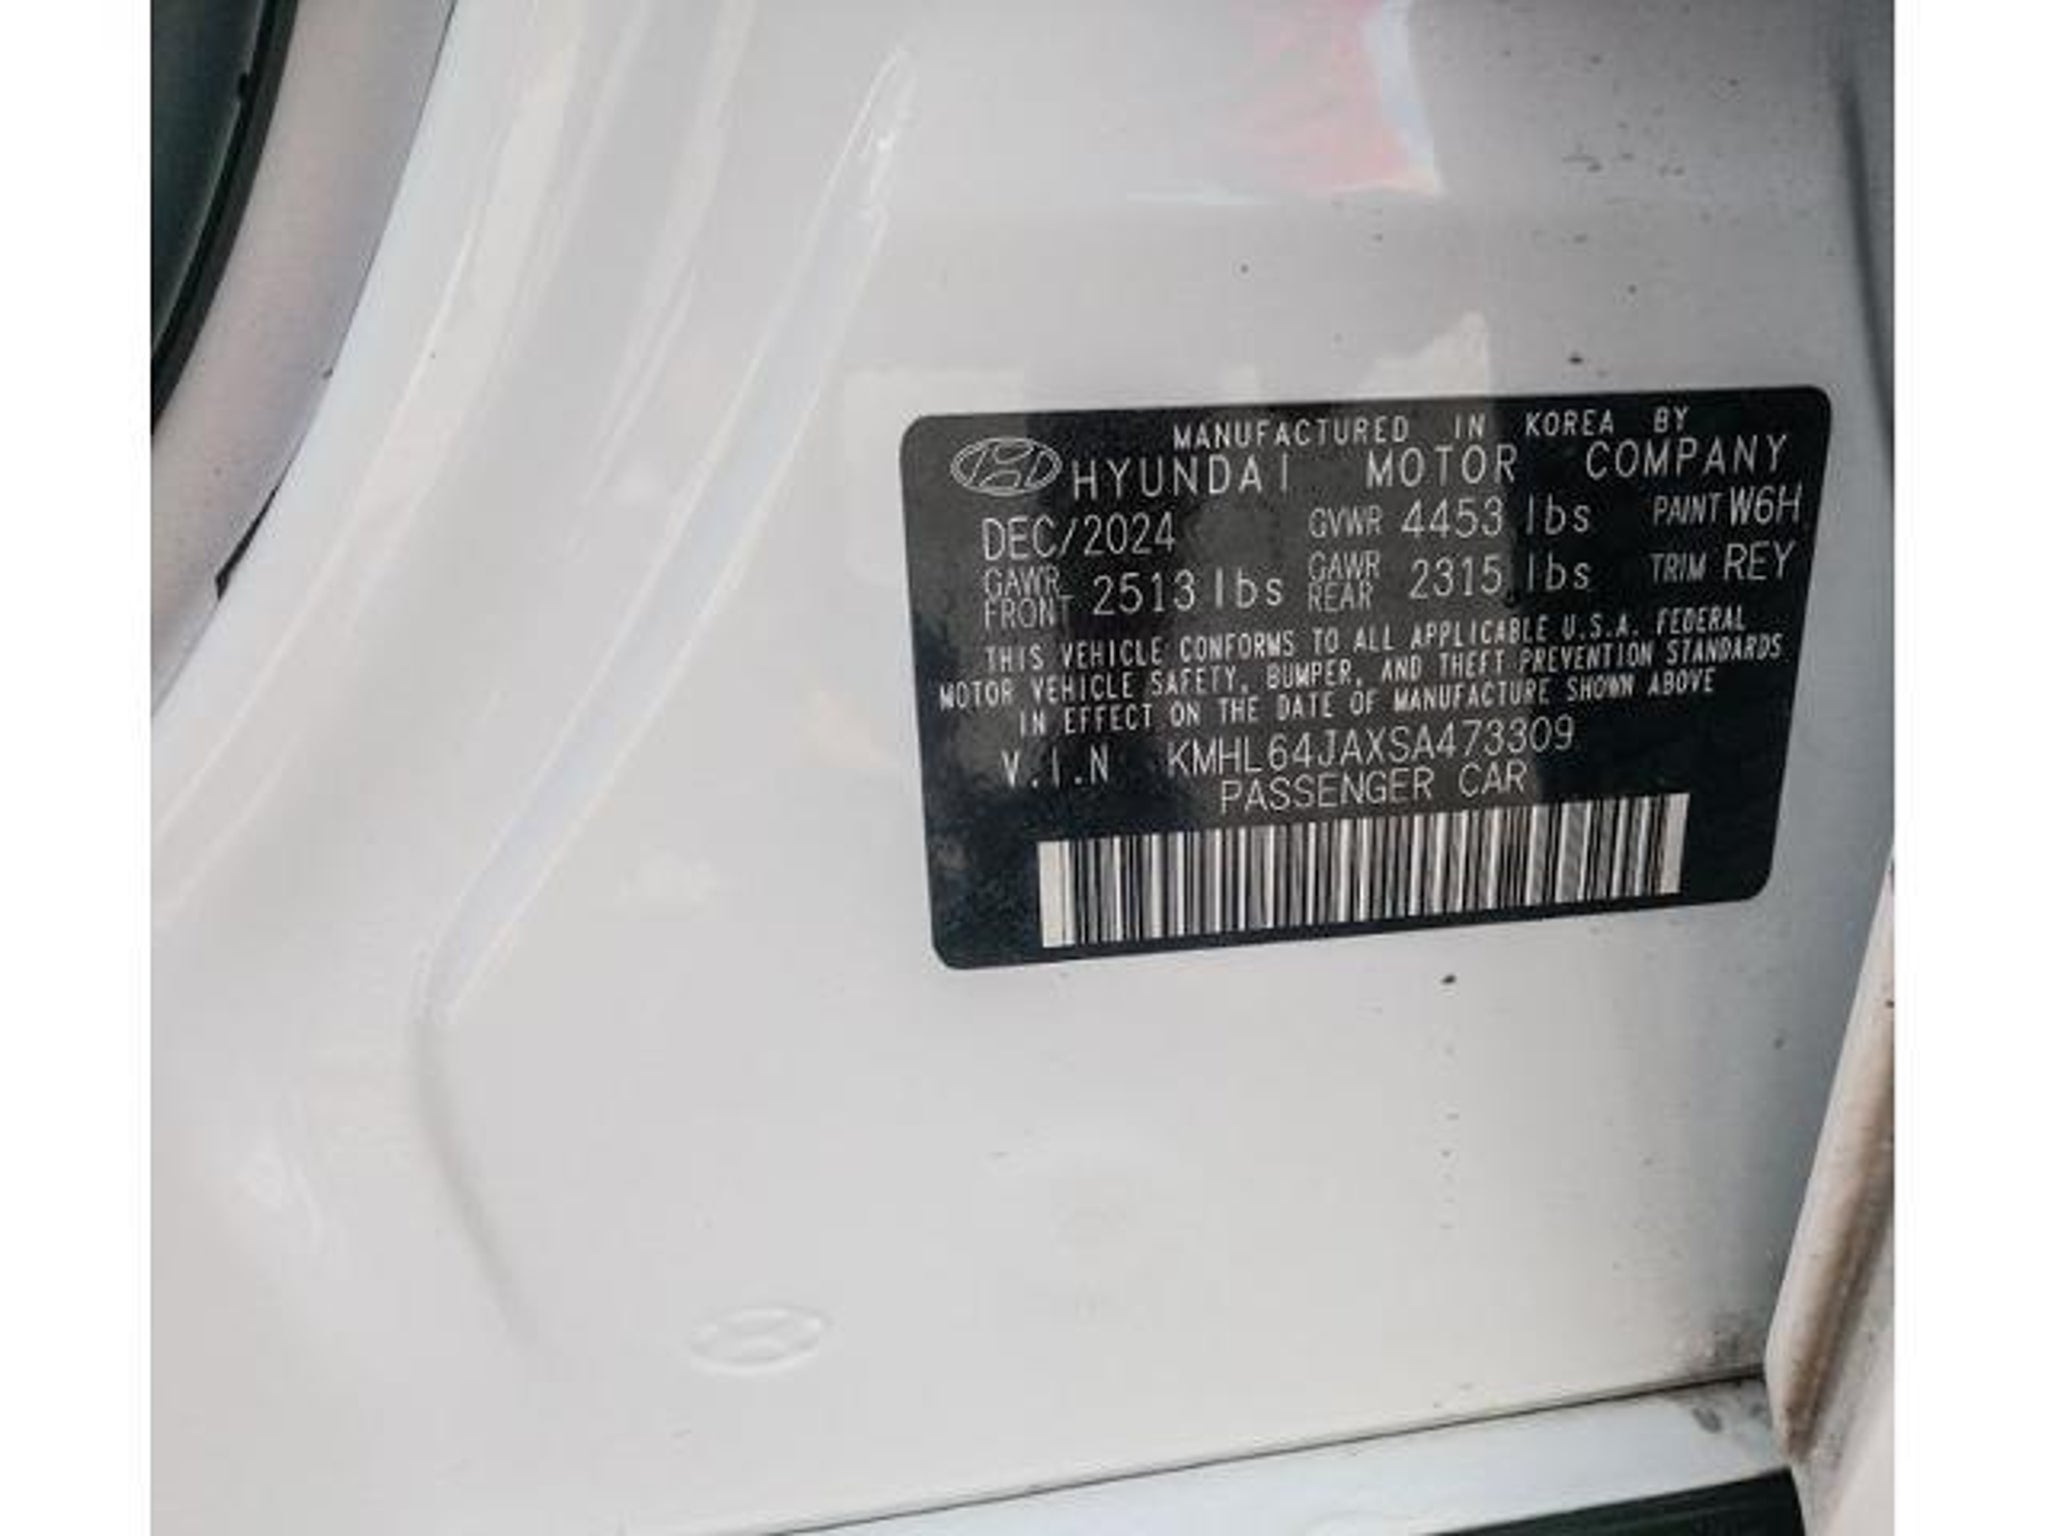 MANUFACTURED IN KOREA BY
HYUNDAI MOTOR COMPANY
DEC/2024 GVWR 4453 lbs PAINT W6H
GAWR FRONT 2513 lbs GAWR REAR 2315 lbs TRIM REY
THIS VEHICLE CONFORMS TO ALL APPLICABLE U.S.A. FEDERAL
MOTOR VEHICLE SAFETY, BUMPER, AND THEFT PREVENTION STANDARDS
IN EFFECT ON THE DATE OF MANUFACTURE SHOWN ABOVE
V.I.N KMHL64JAXSA473309
PASSENGER CAR